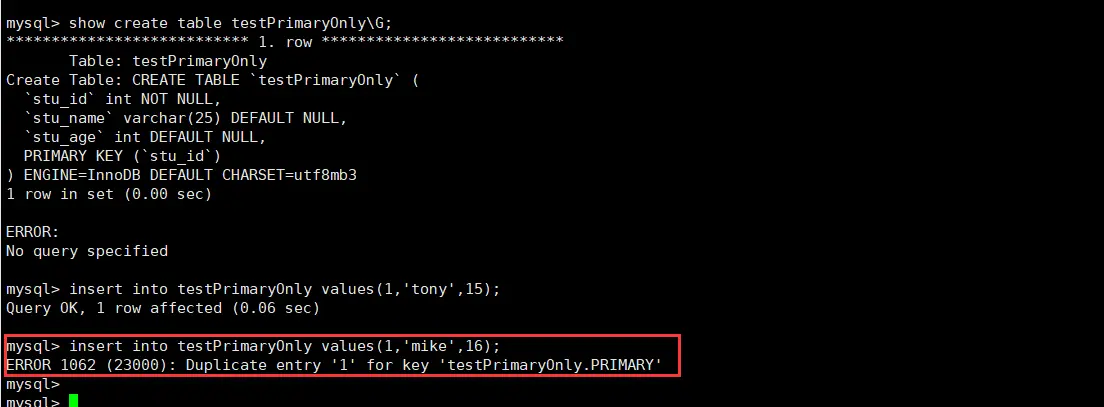 mysql> show create table testPrimaryOnly\G;
*************************** 1. row ***************************
       Table: testPrimaryOnly
Create Table: CREATE TABLE `testPrimaryOnly` (
  `stu_id` int NOT NULL,
  `stu_name` varchar(25) DEFAULT NULL,
  `stu_age` int DEFAULT NULL,
  PRIMARY KEY (`stu_id`)
) ENGINE=InnoDB DEFAULT CHARSET=utf8mb3
1 row in set (0.00 sec)

ERROR:
No query specified

mysql> insert into testPrimaryOnly values(1,'tony',15);
Query OK, 1 row affected (0.06 sec)

mysql> insert into testPrimaryOnly values(1,'mike',16);
ERROR 1062 (23000): Duplicate entry '1' for key 'testPrimaryOnly.PRIMARY'
mysql>
mysql>